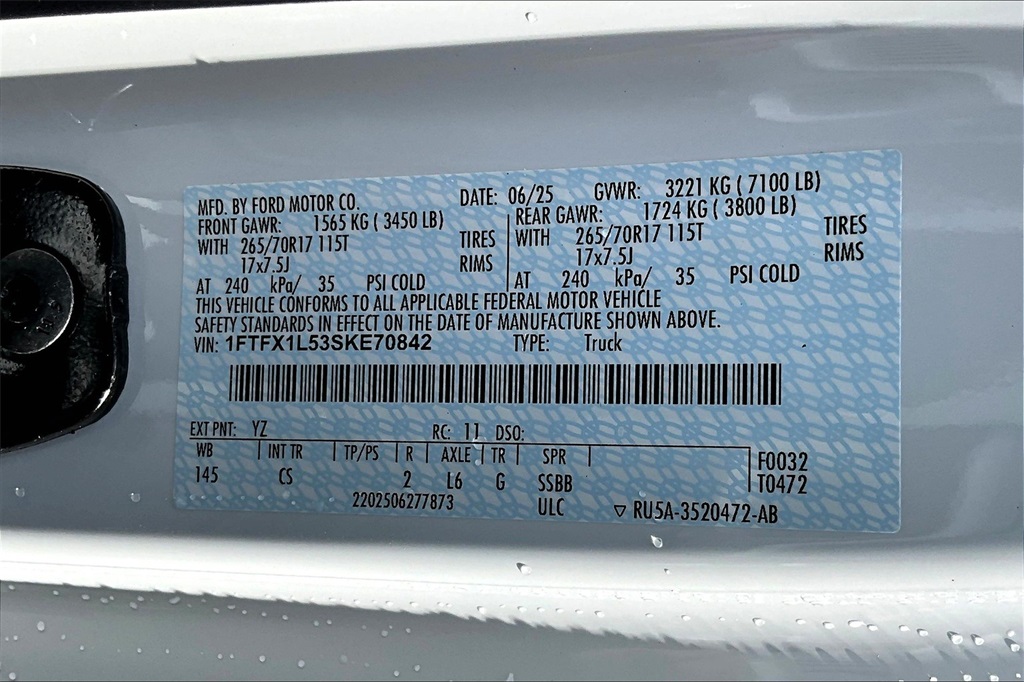 MFD. BY FORD MOTOR CO. DATE: 06/25 GVWR: 3221 KG ( 7100 LB)
FRONT GAWR: 1565 KG ( 3450 LB) REAR GAWR: 1724 KG ( 3800 LB)
WITH 265/70R17 115T TIRES WITH 265/70R17 115T TIRES
17x7.5J RIMS 17x7.5J RIMS
AT 240 kPa/ 35 PSI COLD AT 240 kPa/ 35 PSI COLD
THIS VEHICLE CONFORMS TO ALL APPLICABLE FEDERAL MOTOR VEHICLE
SAFETY STANDARDS IN EFFECT ON THE DATE OF MANUFACTURE SHOWN ABOVE.
VIN: 1FTFX1L53SKE70842 TYPE: Truck
EXT PNT: YZ RC: 11 DSO:
WB INT TR TP/PS R AXLE TR SPR F0032
145 CS 2 L6 G SSBB T0472
2202506277873 ULC ▽ RU5A-3520472-AB